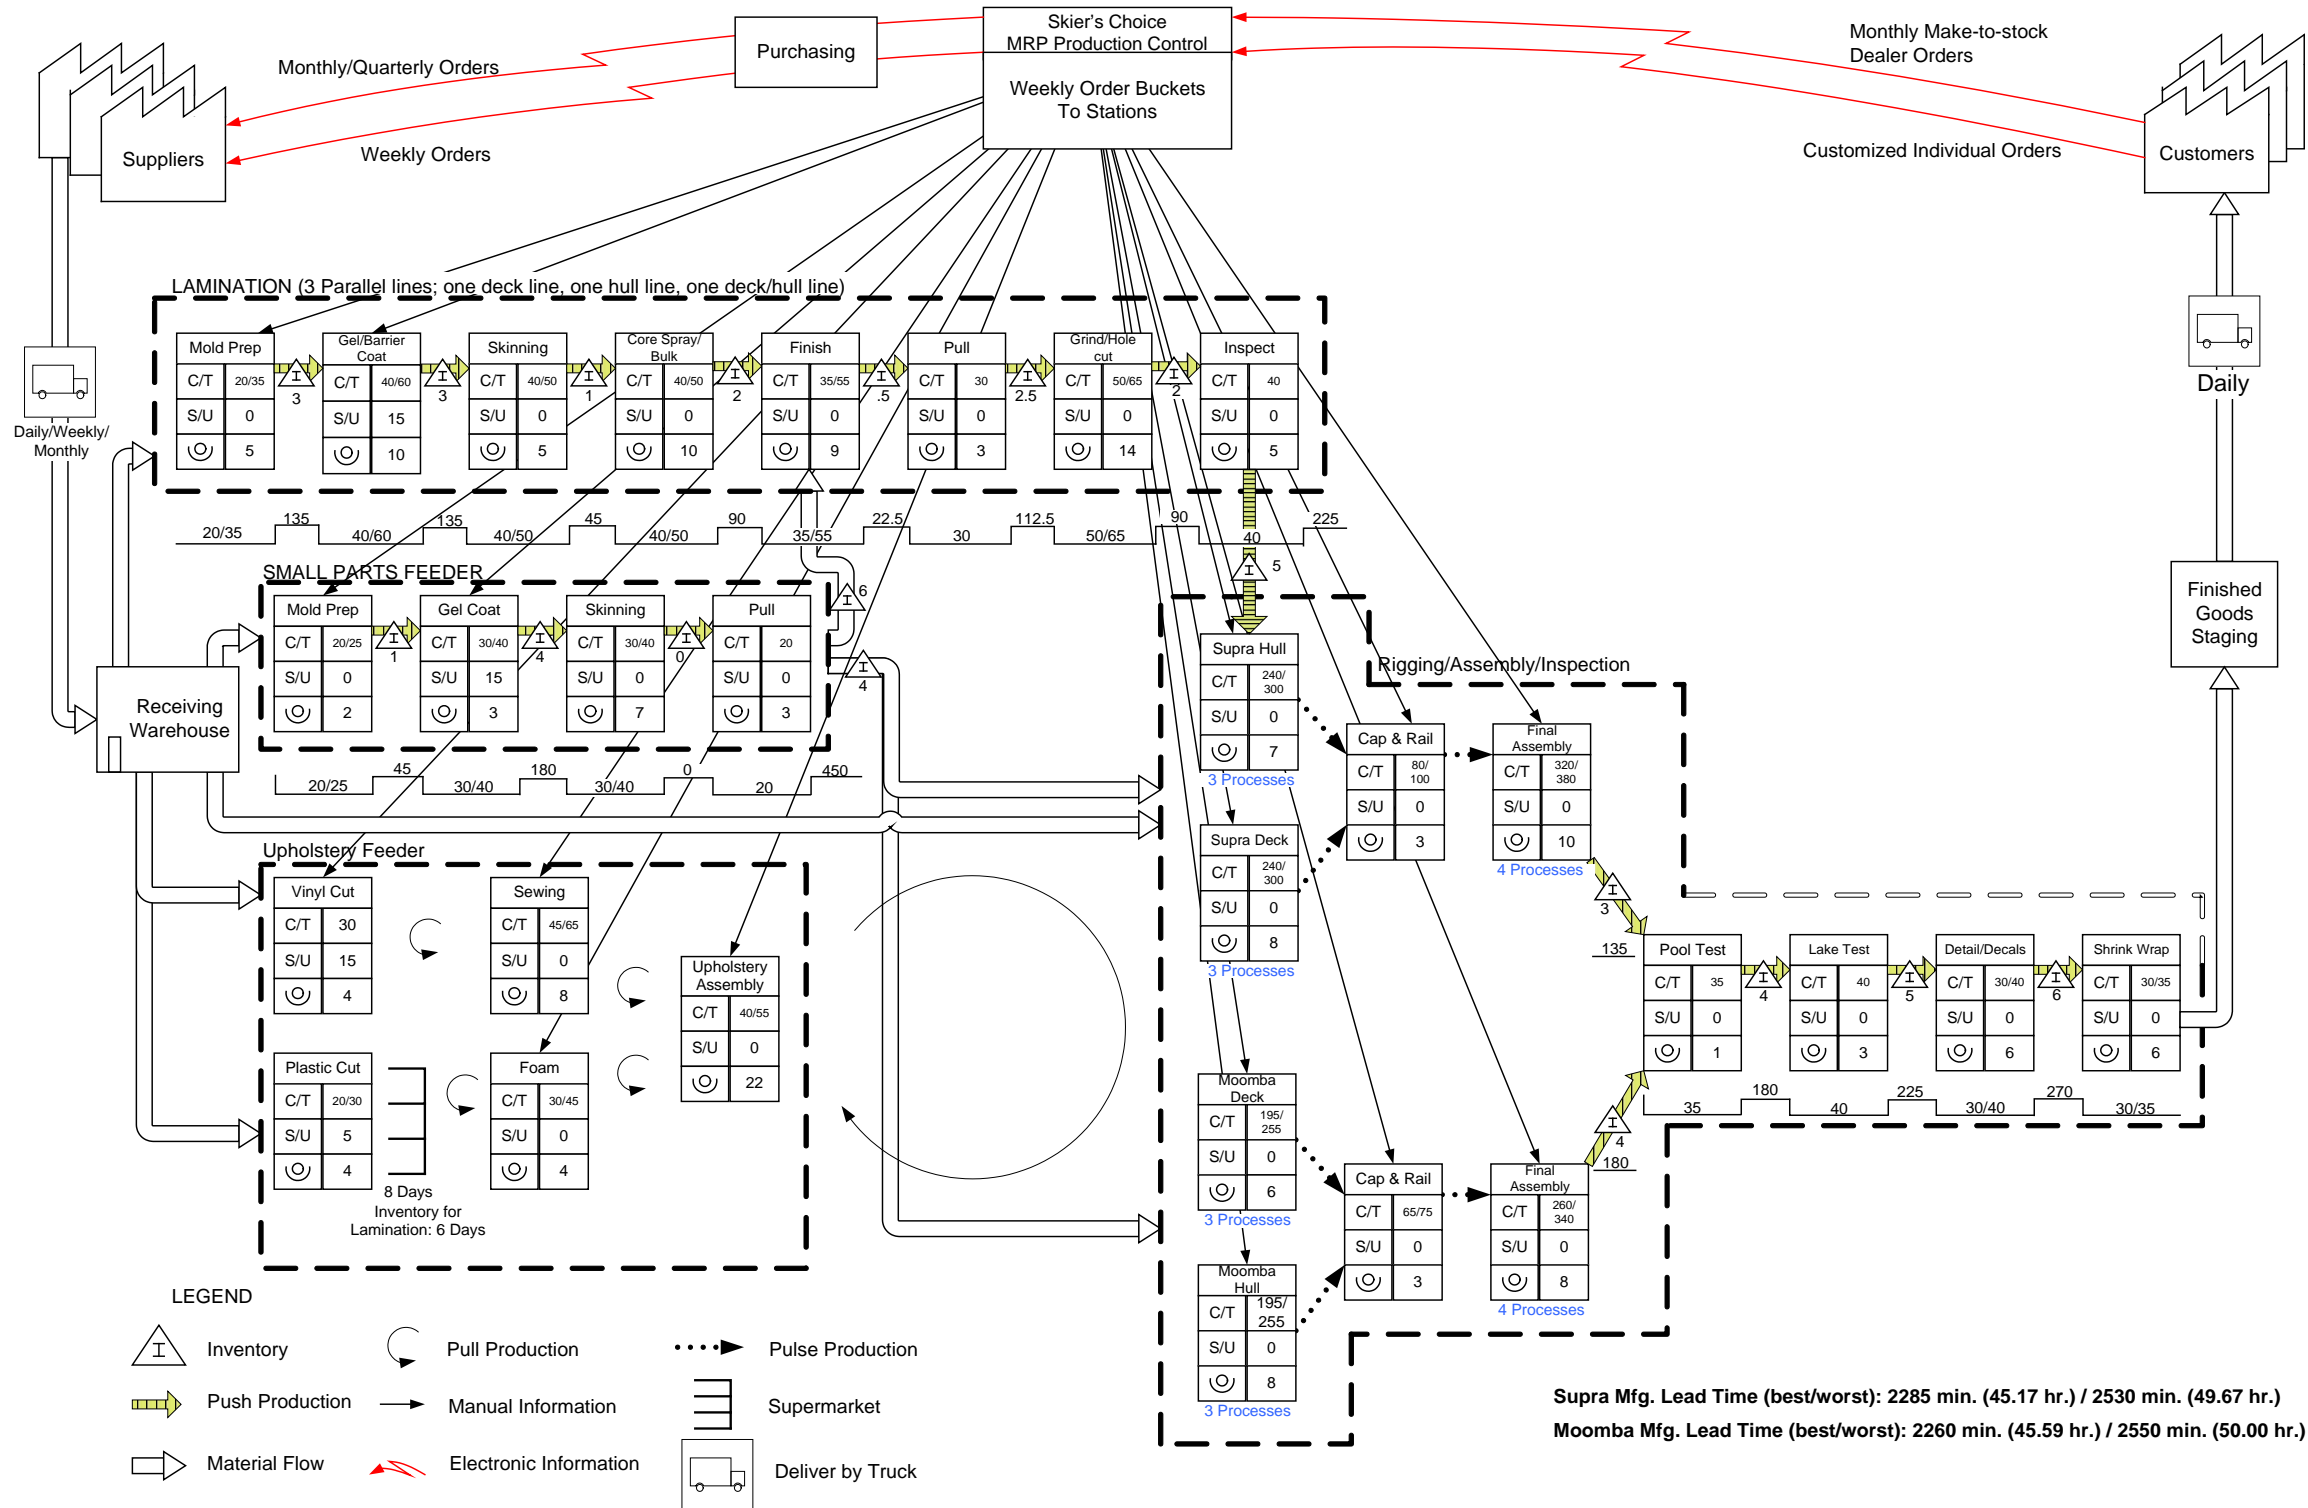 Skier's Choice
MRP Production Control
Weekly Order Buckets
To Stations
Purchasing
Monthly/Quarterly Orders
Weekly Orders
Suppliers
Monthly Make-to-stock
Dealer Orders
Customized Individual Orders
Customers
Daily/Weekly/
Monthly
Daily
Finished
Goods
Staging
Receiving
Warehouse
LAMINATION (3 Parallel lines; one deck line, one hull line, one deck/hull line)
Mold Prep
C/T 20/35
S/U 0
5
I
3
Gel/Barrier
Coat
C/T 40/60
S/U 15
10
I
3
Skinning
C/T 40/50
S/U 0
5
I
1
Core Spray/
Bulk
C/T 40/50
S/U 0
10
I
2
Finish
C/T 35/55
S/U 0
9
I
.5
Pull
C/T 30
S/U 0
3
I
2.5
Grind/Hole
cut
C/T 50/65
S/U 0
14
I
2
Inspect
C/T 40
S/U 0
5
20/35 135 40/60 135 40/50 45 40/50 90 35/55 22.5 30 112.5 50/65 90 40 225
I 5
SMALL PARTS FEEDER
Mold Prep
C/T 20/25
S/U 0
2
I
1
Gel Coat
C/T 30/40
S/U 15
3
I
4
Skinning
C/T 30/40
S/U 0
7
I
0
Pull
C/T 20
S/U 0
3
I 6
I
4
20/25 45 30/40 180 30/40 0 20 450
Upholstery Feeder
Vinyl Cut
C/T 30
S/U 15
4
Sewing
C/T 45/65
S/U 0
8
Upholstery
Assembly
C/T 40/55
S/U 0
22
Plastic Cut
C/T 20/30
S/U 5
4
Foam
C/T 30/45
S/U 0
4
8 Days
Inventory for
Lamination: 6 Days
Rigging/Assembly/Inspection
Supra Hull
C/T 240/
300
S/U 0
7
3 Processes
Supra Deck
C/T 240/
300
S/U 0
8
3 Processes
Cap & Rail
C/T 80/
100
S/U 0
3
Final
Assembly
C/T 320/
380
S/U 0
10
4 Processes
I
3
135
Moomba
Deck
C/T 195/
255
S/U 0
6
3 Processes
Moomba
Hull
C/T 195/
255
S/U 0
8
3 Processes
Cap & Rail
C/T 65/75
S/U 0
3
Final
Assembly
C/T 260/
340
S/U 0
8
4 Processes
I
4
180
Pool Test
C/T 35
S/U 0
1
I
4
Lake Test
C/T 40
S/U 0
3
I
5
Detail/Decals
C/T 30/40
S/U 0
6
I
6
Shrink Wrap
C/T 30/35
S/U 0
6
35 180 40 225 30/40 270 30/35
LEGEND
I Inventory
Pull Production
Pulse Production
Push Production
Manual Information
Supermarket
Material Flow
Electronic Information
Deliver by Truck
Supra Mfg. Lead Time (best/worst): 2285 min. (45.17 hr.) / 2530 min. (49.67 hr.)
Moomba Mfg. Lead Time (best/worst): 2260 min. (45.59 hr.) / 2550 min. (50.00 hr.)